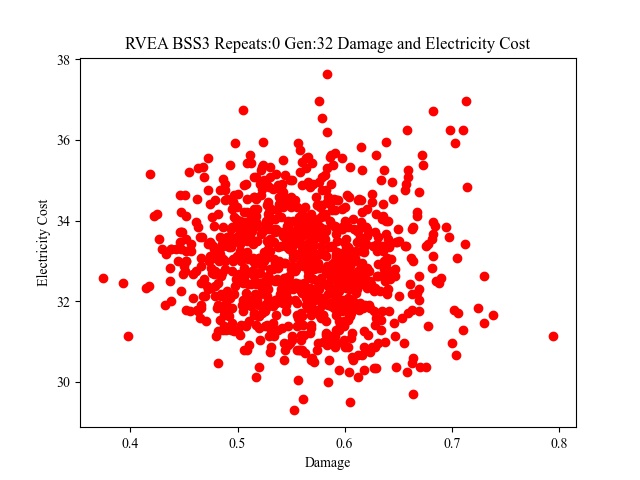 RVEA BSS3 Repeats:0 Gen:32 Damage and Electricity Cost
38
36
34
32
30
Electricity Cost
0.4 0.5 0.6 0.7 0.8
Damage